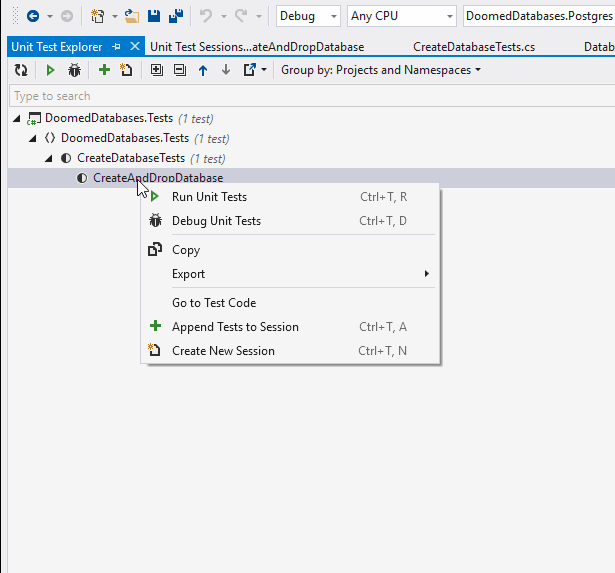 Debug Any CPU DoomedDatabases.Postgres
Unit Test Explorer Unit Test Sessions...ateAndDropDatabase CreateDatabaseTests.cs Datab
Group by: Projects and Namespaces
Type to search
DoomedDatabases.Tests (1 test)
DoomedDatabases.Tests (1 test)
CreateDatabaseTests (1 test)
CreateAndDropDatabase
Run Unit Tests Ctrl+T, R
Debug Unit Tests Ctrl+T, D
Copy
Export
Go to Test Code
Append Tests to Session Ctrl+T, A
Create New Session Ctrl+T, N